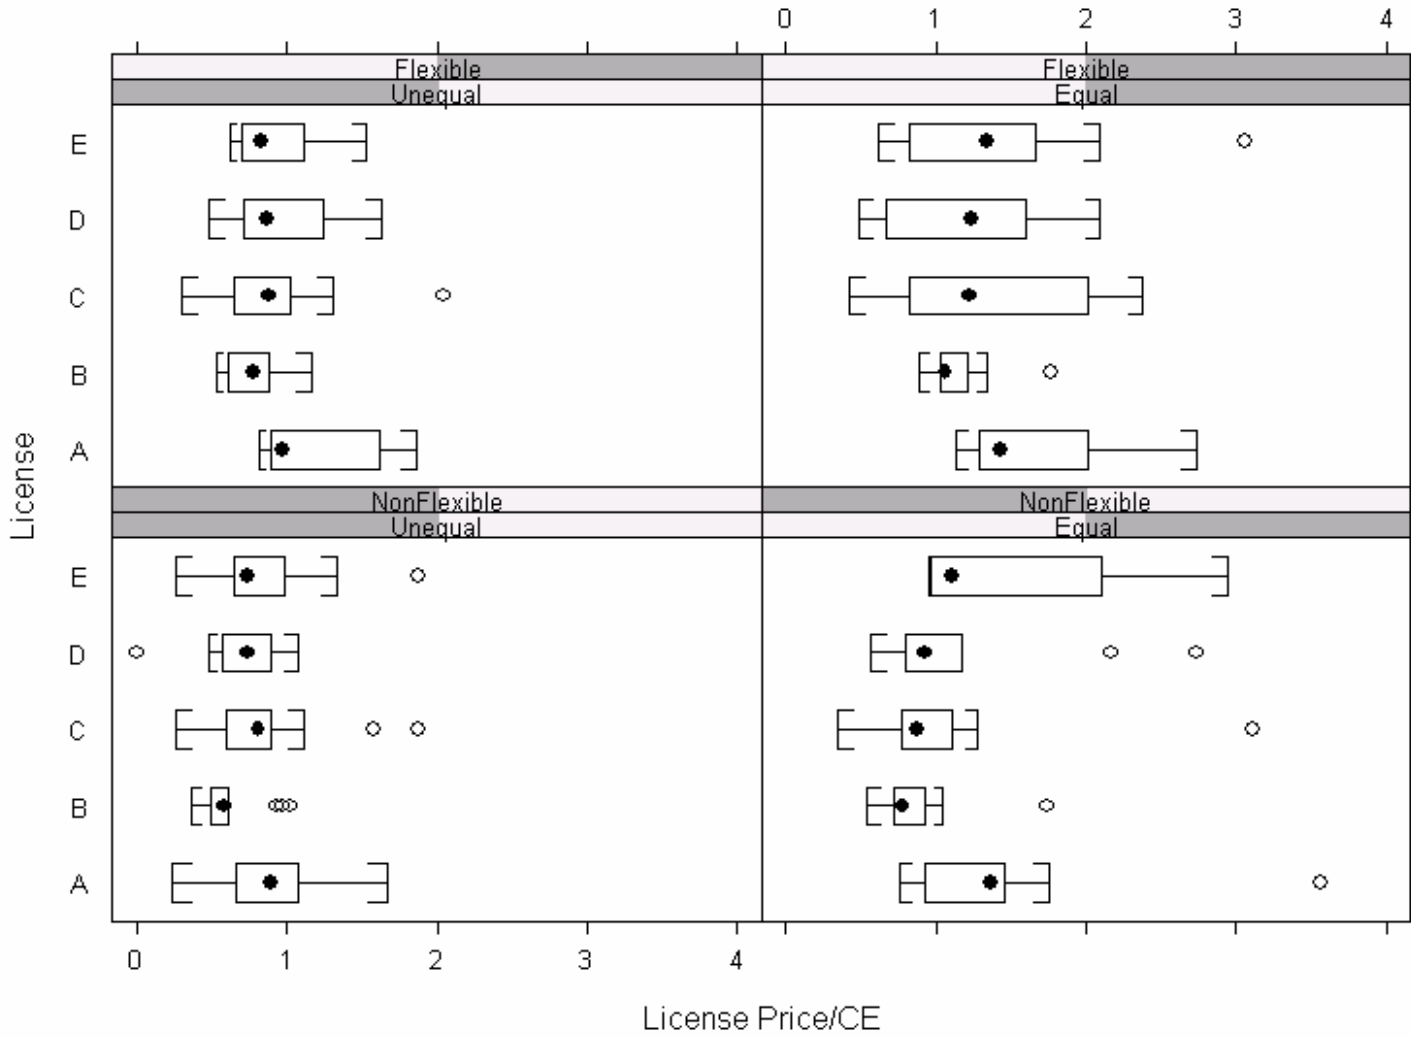 0 1 2 3 4
Flexible Flexible
Unequal Equal
E
D
C
B
A
License
NonFlexible NonFlexible
Unequal Equal
E
D
C
B
A
0 1 2 3 4
License Price/CE